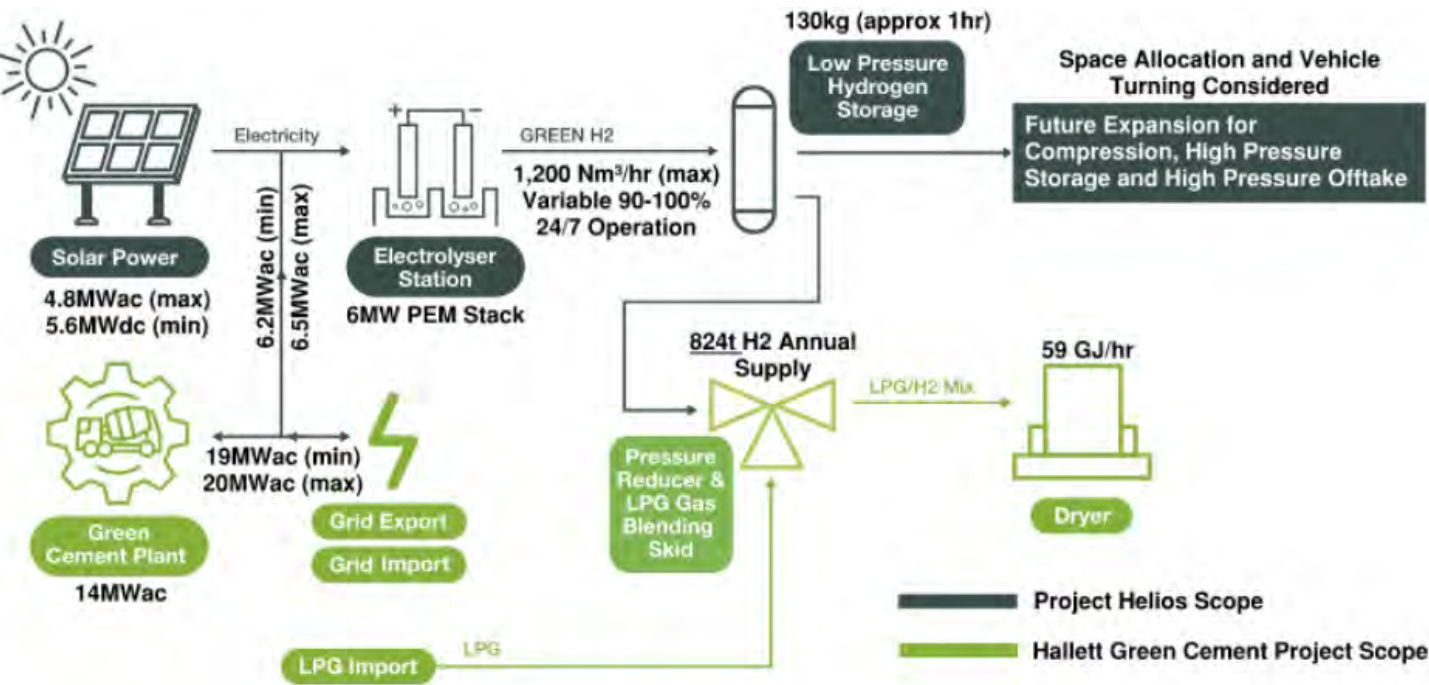 130kg (approx 1hr)
Low Pressure
Hydrogen
Storage
Space Allocation and Vehicle
Turning Considered
Future Expansion for
Compression, High Pressure
Storage and High Pressure Offtake
Electricity
+ −
GREEN H2
1,200 Nm³/hr (max)
Variable 90-100%
24/7 Operation
6.2MWac (min)
6.5MWac (max)
Solar Power
4.8MWac (max)
5.6MWdc (min)
Electrolyser
Station
6MW PEM Stack
824t H2 Annual
Supply
59 GJ/hr
LPG/H2 Mix
19MWac (min)
20MWac (max)
Green
Cement Plant
14MWac
Grid Export
Grid Import
Pressure
Reducer &
LPG Gas
Blending
Skid
Dryer
LPG Import
LPG
Project Helios Scope
Hallett Green Cement Project Scope